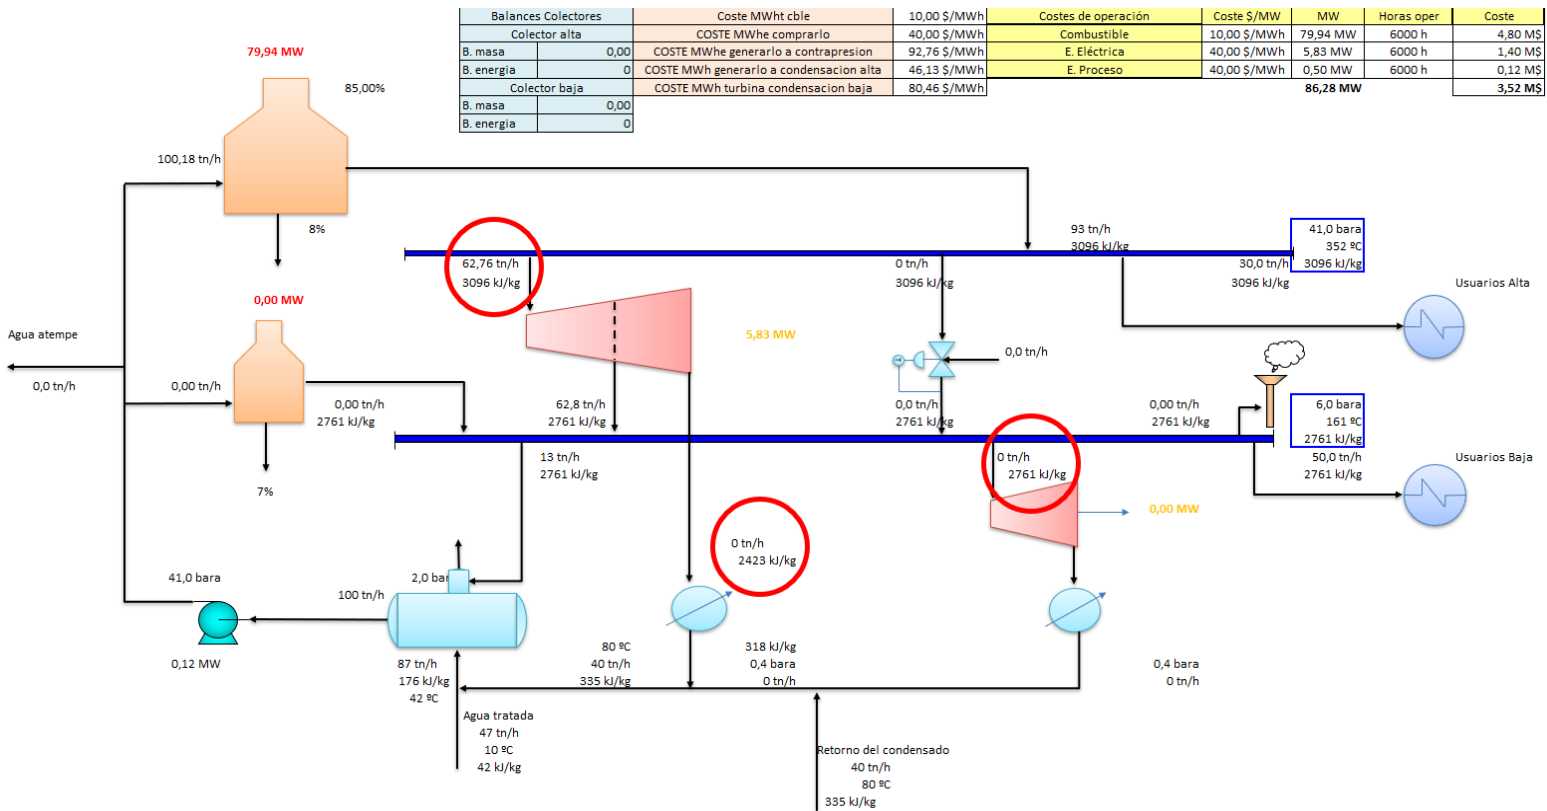 Balances Colectores
Coste MWht cble
10,00 $/MWh
Costes de operación
Coste $/MW
MW
Horas oper
Coste
Colector alta
COSTE MWhe comprarlo
40,00 $/MWh
Combustible
10,00 $/MWh
79,94 MW
6000 h
4,80 M$
B. masa
0,00
COSTE MWhe generarlo a contrapresion
92,76 $/MWh
E. Eléctrica
40,00 $/MWh
5,83 MW
6000 h
1,40 M$
B. energia
0
COSTE MWh generarlo a condensacion alta
46,13 $/MWh
E. Proceso
40,00 $/MWh
0,50 MW
6000 h
0,12 M$
Colector baja
COSTE MWh turbina condensacion baja
80,46 $/MWh
86,28 MW
3,52 M$
B. masa
0,00
B. energia
0
79,94 MW
85,00%
100,18 tn/h
8%
93 tn/h
3096 kJ/kg
41,0 bara
352 ºC
3096 kJ/kg
62,76 tn/h
3096 kJ/kg
0 tn/h
3096 kJ/kg
30,0 tn/h
3096 kJ/kg
Usuarios Alta
0,00 MW
Agua atempe
0,0 tn/h
5,83 MW
0,0 tn/h
0,00 tn/h
0,00 tn/h
2761 kJ/kg
62,8 tn/h
2761 kJ/kg
0,0 tn/h
2761 kJ/kg
0,00 tn/h
2761 kJ/kg
6,0 bara
161 ºC
2761 kJ/kg
7%
13 tn/h
2761 kJ/kg
0 tn/h
2761 kJ/kg
50,0 tn/h
2761 kJ/kg
Usuarios Baja
0,00 MW
0 tn/h
2423 kJ/kg
41,0 bara
2,0 bar
100 tn/h
0,12 MW
87 tn/h
176 kJ/kg
42 ºC
80 ºC
40 tn/h
335 kJ/kg
318 kJ/kg
0,4 bara
0 tn/h
0,4 bara
0 tn/h
Agua tratada
47 tn/h
10 ºC
42 kJ/kg
Retorno del condensado
40 tn/h
80 ºC
335 kJ/kg